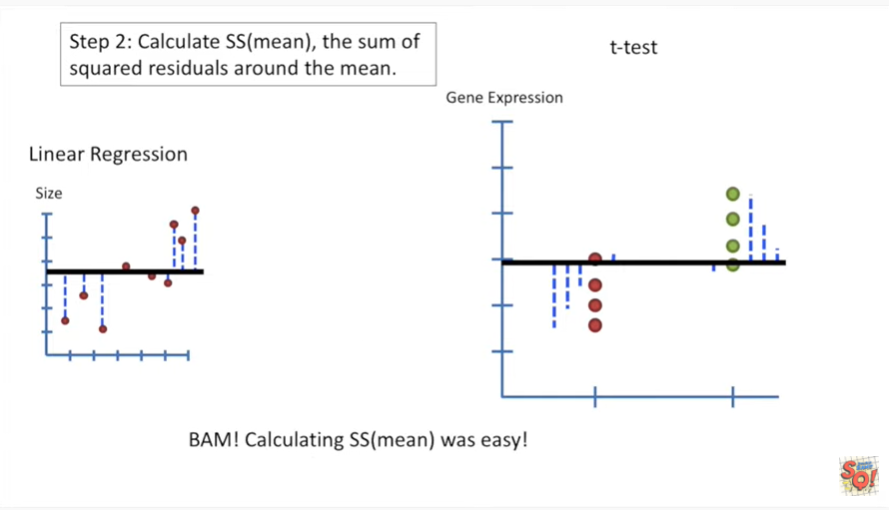 Step 2: Calculate SS(mean), the sum of
squared residuals around the mean.
t-test
Gene Expression
Linear Regression
Size
BAM! Calculating SS(mean) was easy!
SQ!